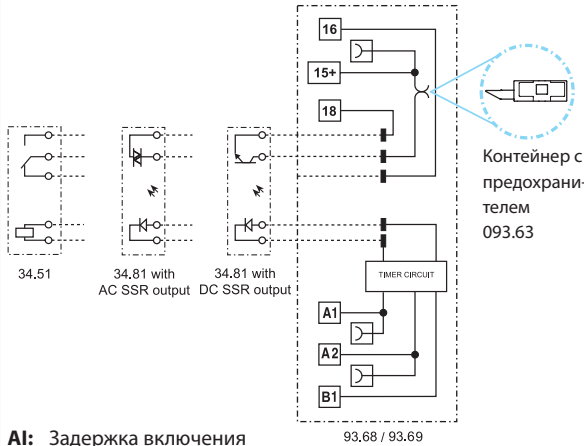 16
15+
18
Контейнер с
предохрани-
телем
093.63
34.51
34.81 with
AC SSR output
34.81 with
DC SSR output
TIMER CIRCUIT
A1
A2
B1
93.68 / 93.69
AI: Задержка включения